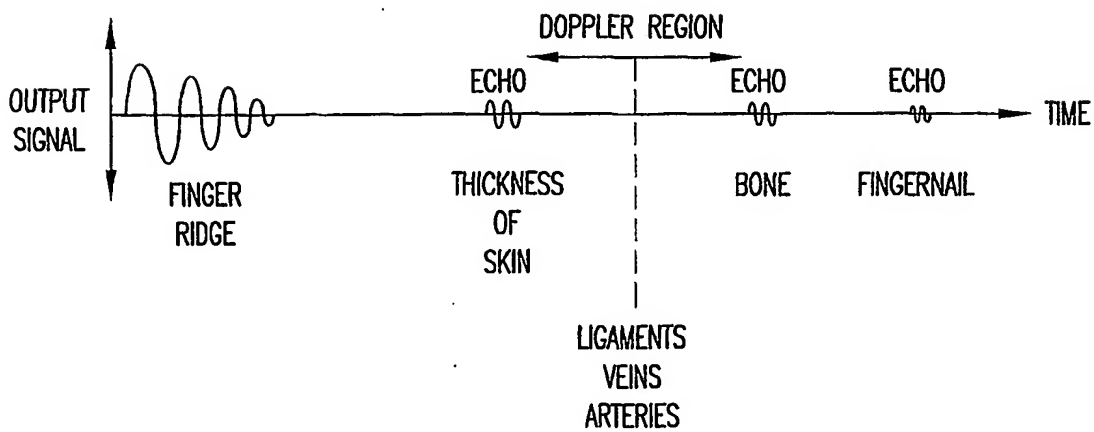 DOPPLER REGION
ECHO
ECHO
ECHO
OUTPUT
SIGNAL
TIME
FINGER
RIDGE
THICKNESS
OF
SKIN
BONE
FINGERNAIL
LIGAMENTS
VEINS
ARTERIES